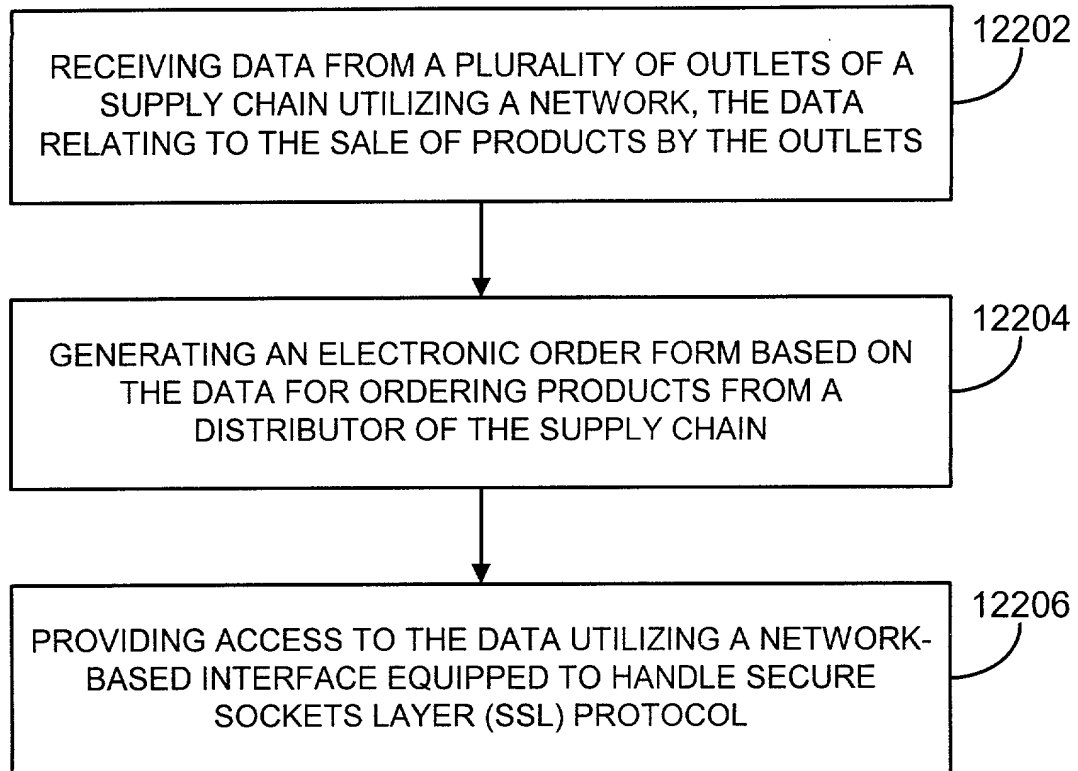 12202
RECEIVING DATA FROM A PLURALITY OF OUTLETS OF A
SUPPLY CHAIN UTILIZING A NETWORK, THE DATA
RELATING TO THE SALE OF PRODUCTS BY THE OUTLETS
12204
GENERATING AN ELECTRONIC ORDER FORM BASED ON
THE DATA FOR ORDERING PRODUCTS FROM A
DISTRIBUTOR OF THE SUPPLY CHAIN
12206
PROVIDING ACCESS TO THE DATA UTILIZING A NETWORK-
BASED INTERFACE EQUIPPED TO HANDLE SECURE
SOCKETS LAYER (SSL) PROTOCOL